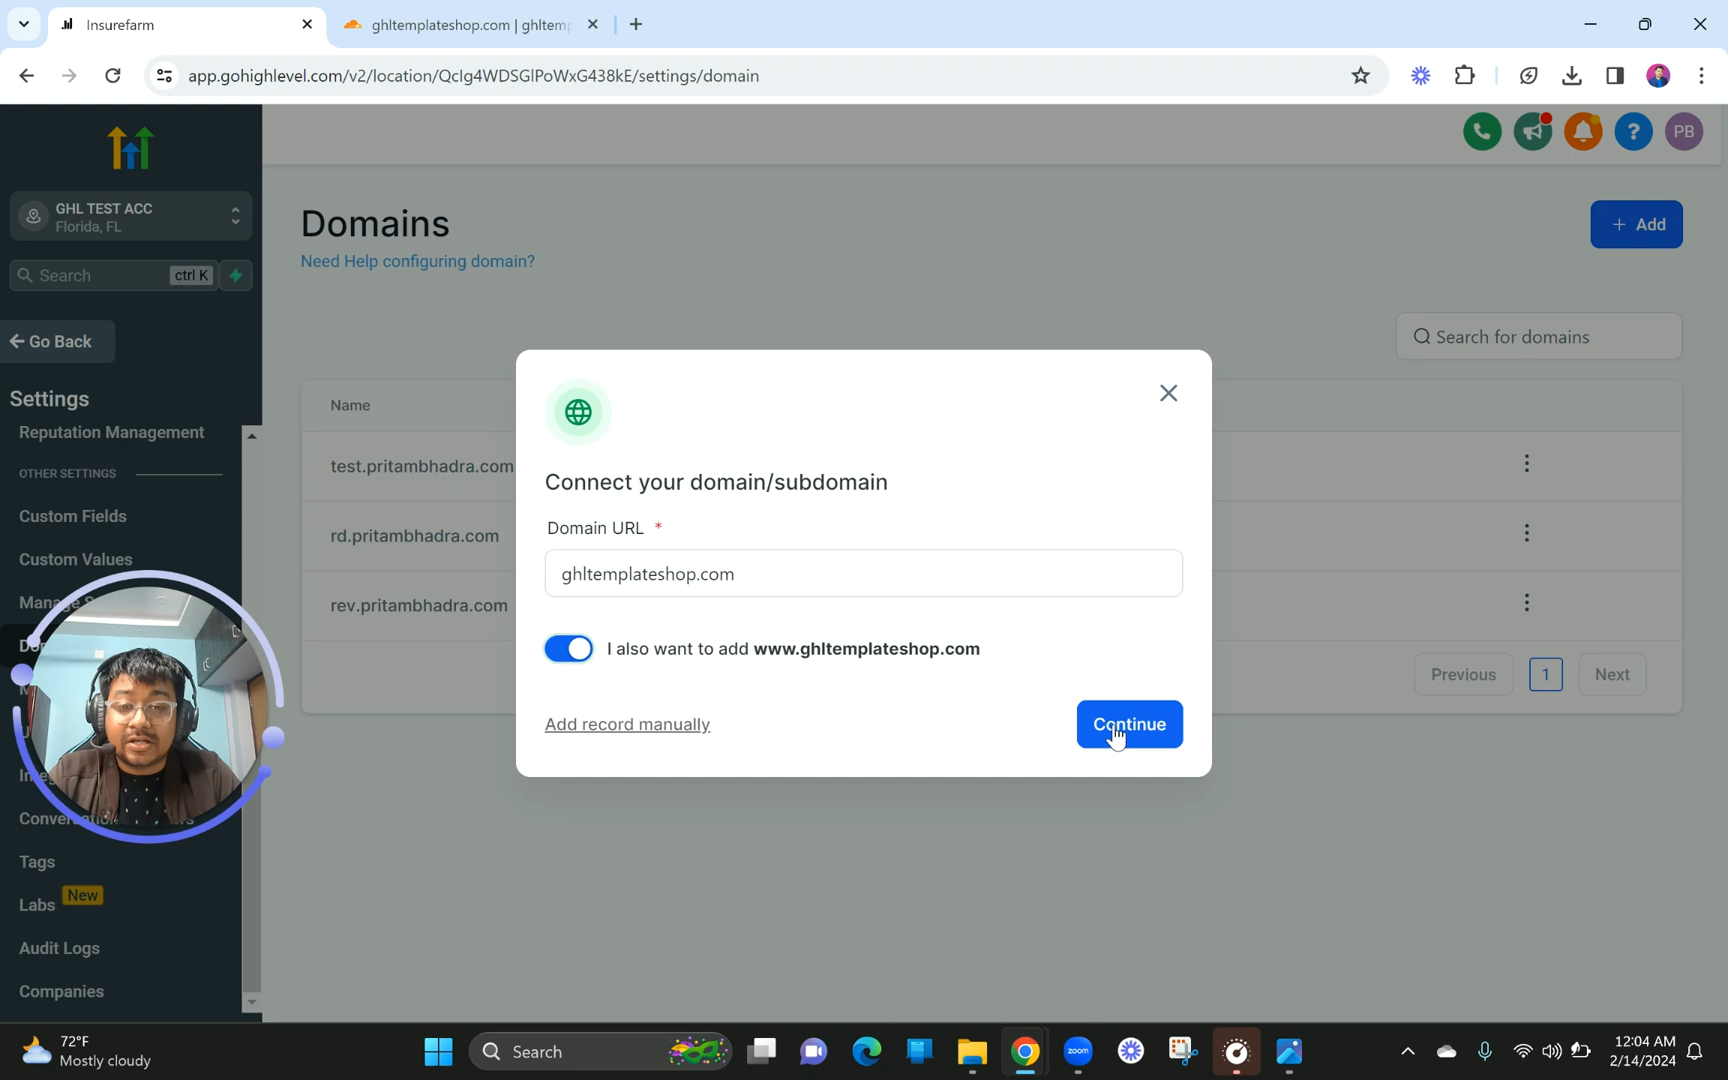 Insurefarm
ghltemplateshop.com | ghltemp
app.gohighlevel.com/v2/location/QcIg4WDSGIPoWxG438kE/settings/domain
GHL TEST ACC
Florida, FL
Search ctrl K
Go Back
Settings
Reputation Management
OTHER SETTINGS
Custom Fields
Custom Values
Tags
Labs New
Audit Logs
Companies
PB
Domains
Need Help configuring domain?
+ Add
Search for domains
Name
test.pritambhadra.com
rd.pritambhadra.com
rev.pritambhadra.com
Previous 1 Next
Connect your domain/subdomain
Domain URL *
ghltemplateshop.com
I also want to add www.ghltemplateshop.com
Add record manually
Continue
72°F
Mostly cloudy
Search
zoom
12:04 AM
2/14/2024